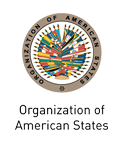 ORGANIZATION OF AMERICAN STATES
Organization of
American States